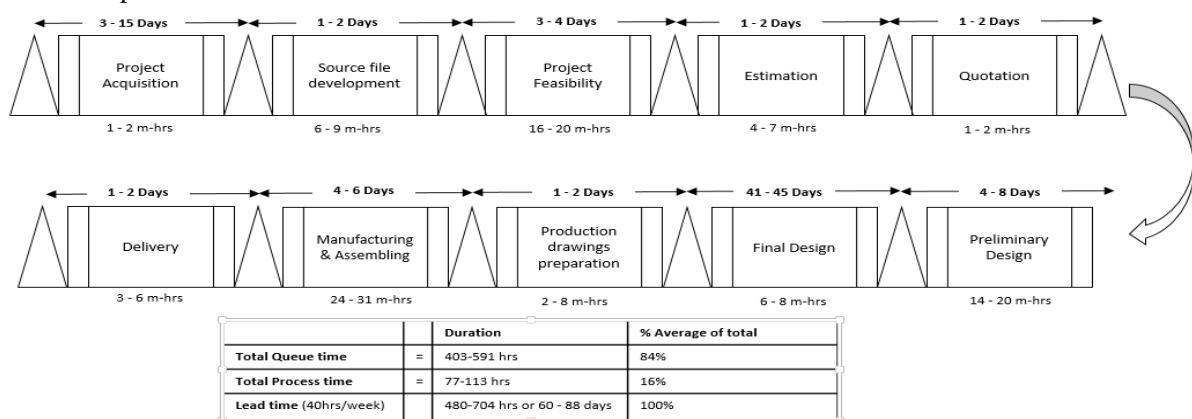 3 - 15 Days
1 - 2 Days
3 - 4 Days
1 - 2 Days
1 - 2 Days
Project
Acquisition
Source file
development
Project
Feasibility
Estimation
Quotation
1 - 2 m-hrs
6 - 9 m-hrs
16 - 20 m-hrs
4 - 7 m-hrs
1 - 2 m-hrs
1 - 2 Days
4 - 6 Days
1 - 2 Days
41 - 45 Days
4 - 8 Days
Delivery
Manufacturing
& Assembling
Production
drawings
preparation
Final Design
Preliminary
Design
3 - 6 m-hrs
24 - 31 m-hrs
2 - 8 m-hrs
6 - 8 m-hrs
14 - 20 m-hrs
Duration % Average of total
Total Queue time = 403-591 hrs 84%
Total Process time = 77-113 hrs 16%
Lead time (40hrs/week) 480-704 hrs or 60 - 88 days 100%